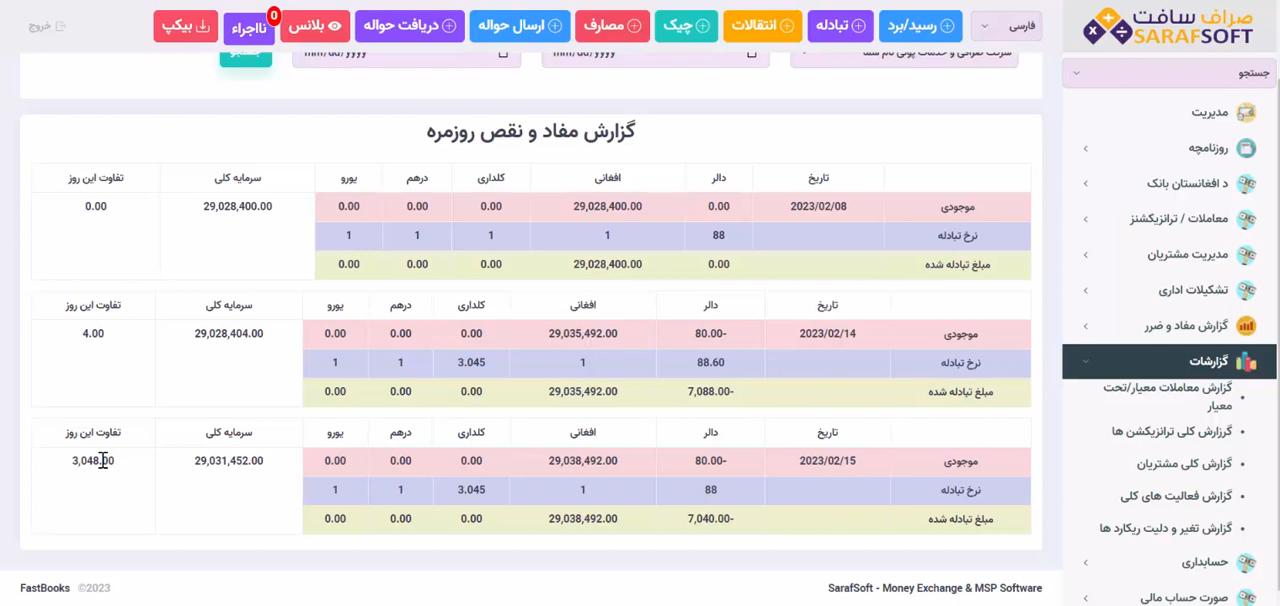 صراف سافت
SARAFSOFT
فارسی
رسید/برد
تبادله
انتقالات
چیک
مصارف
ارسال حواله
دریافت حواله
بلانس
0
نااجراء
بیکپ
خروج
جستجو
مدیریت
روزنامچه
د افغانستان بانک
معاملات / ترانزیکشنز
مدیریت مشتریان
تشکیلات اداری
گزارش مفاد و ضرر
گزارشات
گزارش معاملات معیار/تحت
معیار
گرزارش کلی ترانزیکشن ها
گزارش کلی مشتریان
گزارش فعالیت های کلی
گزارش تغیر و دلیت ریکارد ها
حسابداری
صورت حساب مالی
mm/dd/yyyy
mm/dd/yyyy
گزارش مفاد و نقص روزمره
تاریخ دالر افغانی کلداری درهم یورو سرمایه کلی تفاوت این روز
موجودی 2023/02/08 0.00 29,028,400.00 0.00 0.00 0.00 29,028,400.00 0.00
نرخ تبادله 88 1 1 1 1
مبلغ تبادله شده 0.00 29,028,400.00 0.00 0.00 0.00
تاریخ دالر افغانی کلداری درهم یورو سرمایه کلی تفاوت این روز
موجودی 2023/02/14 80.00- 29,035,492.00 0.00 0.00 0.00 29,028,404.00 4.00
نرخ تبادله 88.60 1 3.045 1 1
مبلغ تبادله شده 7,088.00- 29,035,492.00 0.00 0.00 0.00
تاریخ دالر افغانی کلداری درهم یورو سرمایه کلی تفاوت این روز
موجودی 2023/02/15 80.00- 29,038,492.00 0.00 0.00 0.00 29,031,452.00 3,048.00
نرخ تبادله 88 1 3.045 1 1
مبلغ تبادله شده 7,040.00- 29,038,492.00 0.00 0.00 0.00
SarafSoft - Money Exchange & MSP Software
FastBooks ©2023